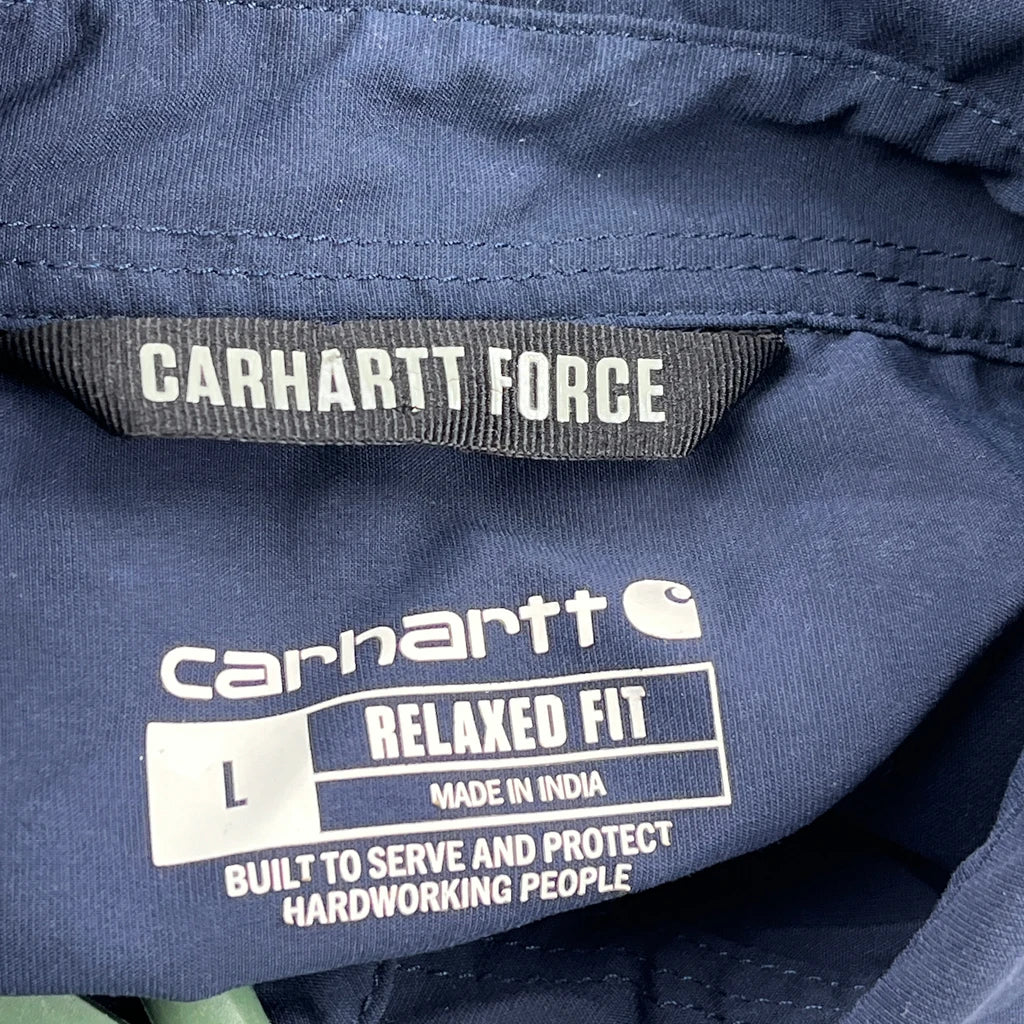 CARHARTT FORCE
carhartt
L
RELAXED FIT
MADE IN INDIA
BUILT TO SERVE AND PROTECT
HARDWORKING PEOPLE